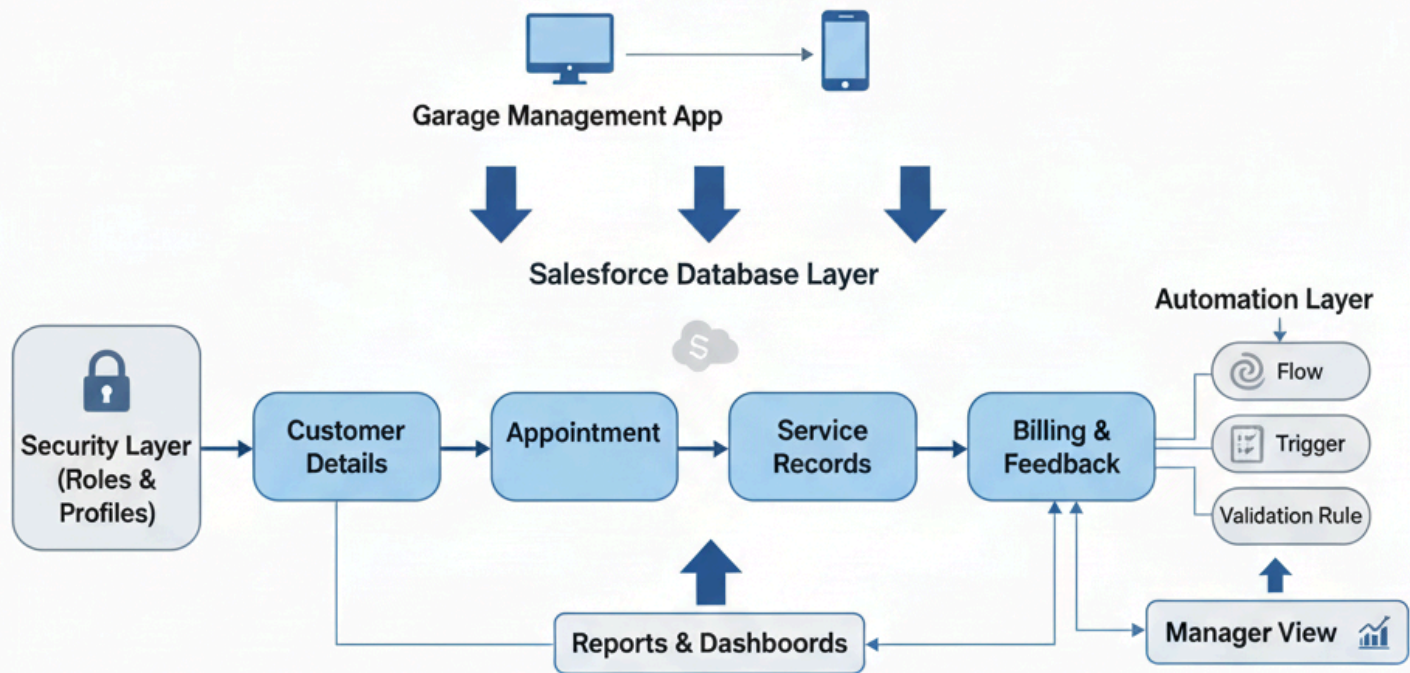 Garage Management App
Salesforce Database Layer
Automation Layer
Security Layer
(Roles &
Profiles)
Customer
Details
Appointment
Service
Records
Billing &
Feedback
S
Flow
Trigger
Validation Rule
Reports & Dashboords
Manager View